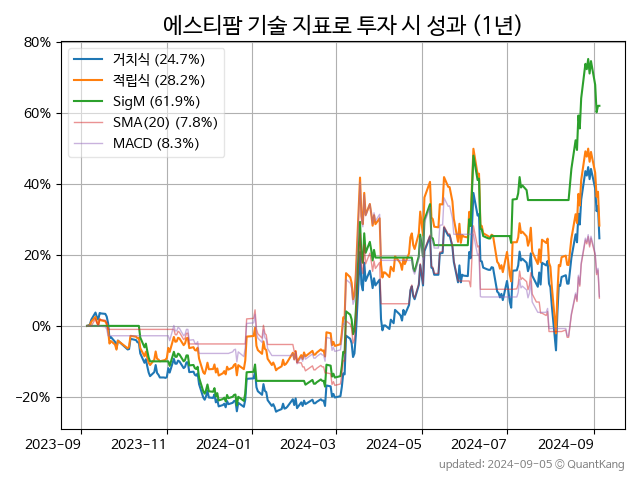 에스티팜 기술 지표로 투자 시 성과 (1년)
80%
60%
40%
20%
0%
−20%
거치식 (24.7%)
적립식 (28.2%)
SigM (61.9%)
SMA(20) (7.8%)
MACD (8.3%)
2023-09 2023-11 2024-01 2024-03 2024-05 2024-07 2024-09
updated: 2024-09-05 © QuantKang